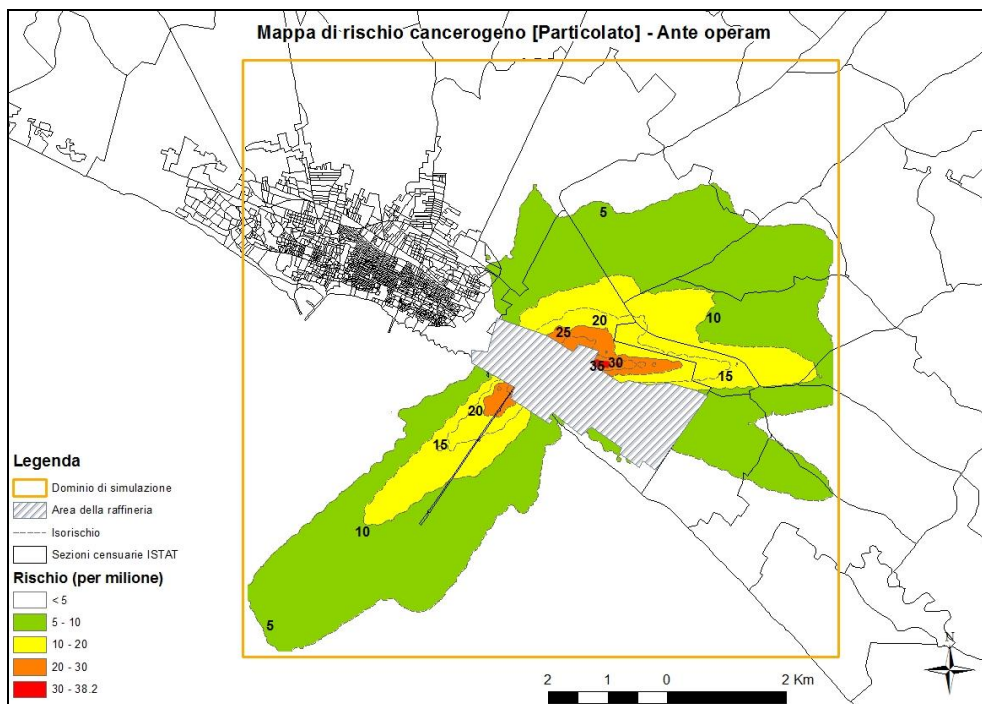 Mappa di rischio cancerogeno [Particolato] - Ante operam
5
10
20
25
30
35
15
20
15
10
5
Legenda
Dominio di simulazione
Area della raffineria
Isorischio
Sezioni censuarie ISTAT
Rischio (per milione)
< 5
5 - 10
10 - 20
20 - 30
30 - 38.2
N
2 1 0 2 Km